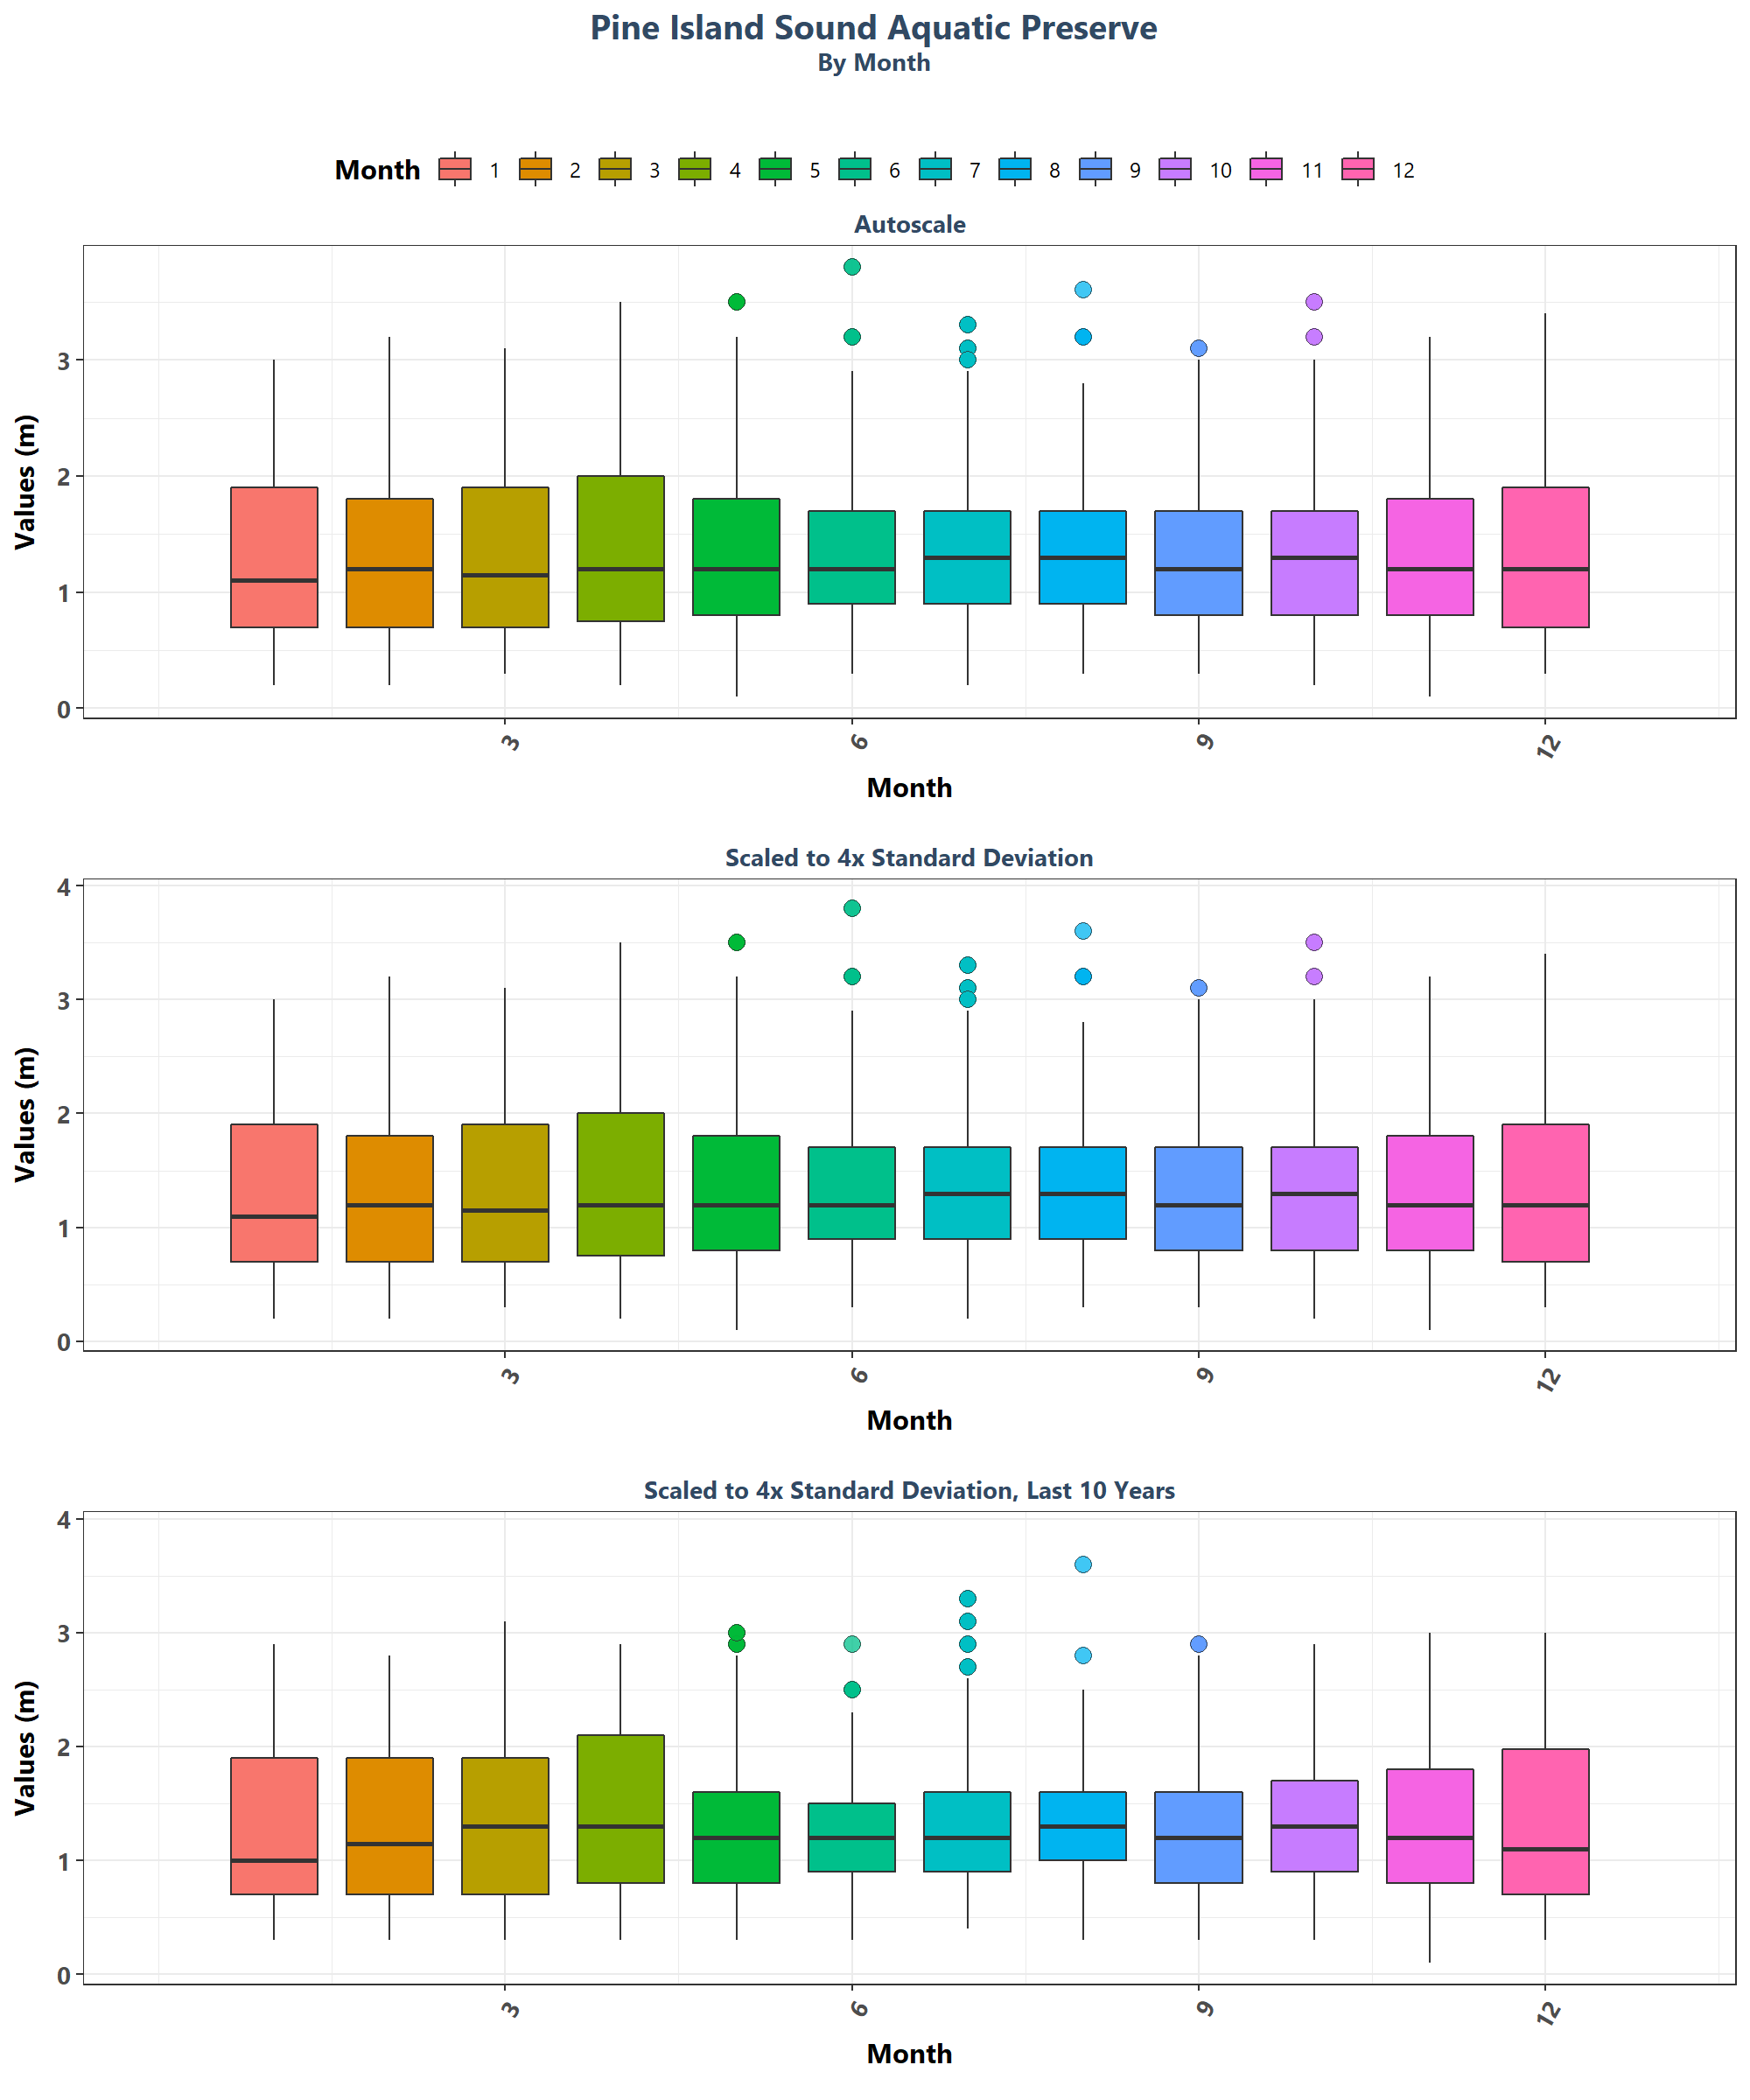 Pine Island Sound Aquatic Preserve
By Month
Month 1 2 3 4 5 6 7 8 9 10 11 12
Autoscale
Values (m)
3
2
1
0
3 6 9 12
Month
Scaled to 4x Standard Deviation
Values (m)
4
3
2
1
0
3 6 9 12
Month
Scaled to 4x Standard Deviation, Last 10 Years
Values (m)
4
3
2
1
0
3 6 9 12
Month